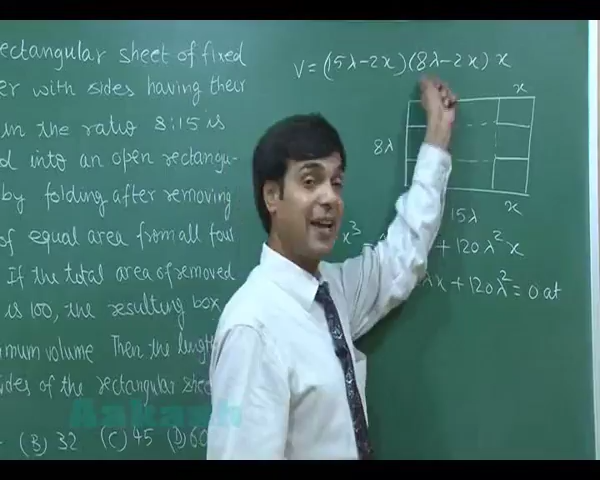 ectangular sheet of fixed
er with sides having their
in the ratio 8:15 is
d into an open rectangu-
by folding after removing
of equal area from all four
If the total area of removed
is 100, the resulting box
imum volume. Then the length
ides of the rectangular shee
(B) 32 (C) 45 (D) 60
Aakash
V = (15λ-2x)(8λ-2x) x
x
8λ
15λ
x
x³ + 120λ²x
λx + 120λ² = 0 at